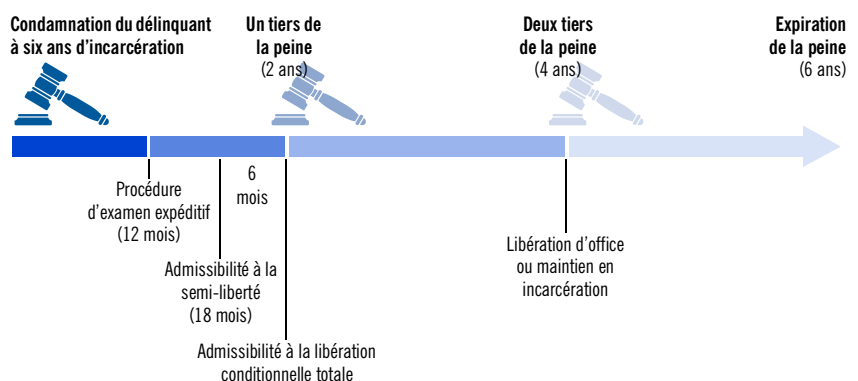 Condamnation du délinquant
à six ans d’incarcération
Un tiers de
la peine
(2 ans)
Deux tiers
de la peine
(4 ans)
Expiration
de la peine
(6 ans)
6
mois
Procédure
d’examen expéditif
(12 mois)
Admissibilité à la
semi-liberté
(18 mois)
Admissibilité à la libération
conditionnelle totale
Libération d’office
ou maintien en
incarcération